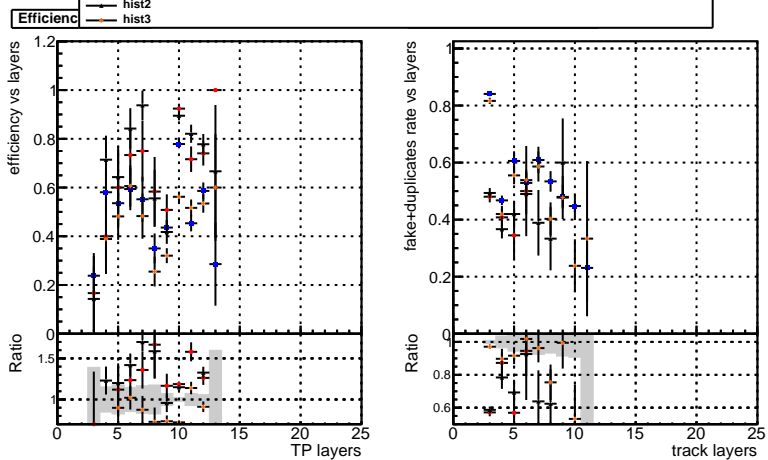 hist2
Efficienc
hist3
efficiency vs layers
1.2
1
0.8
0.6
0.4
0.2
0
Ratio
1.5
1
0 5 10 15 20 25
TP layers
fake+duplicates rate vs layers
1
0.8
0.6
0.4
0.2
0
Ratio
1
0.8
0.6
0 5 10 15 20 25
track layers